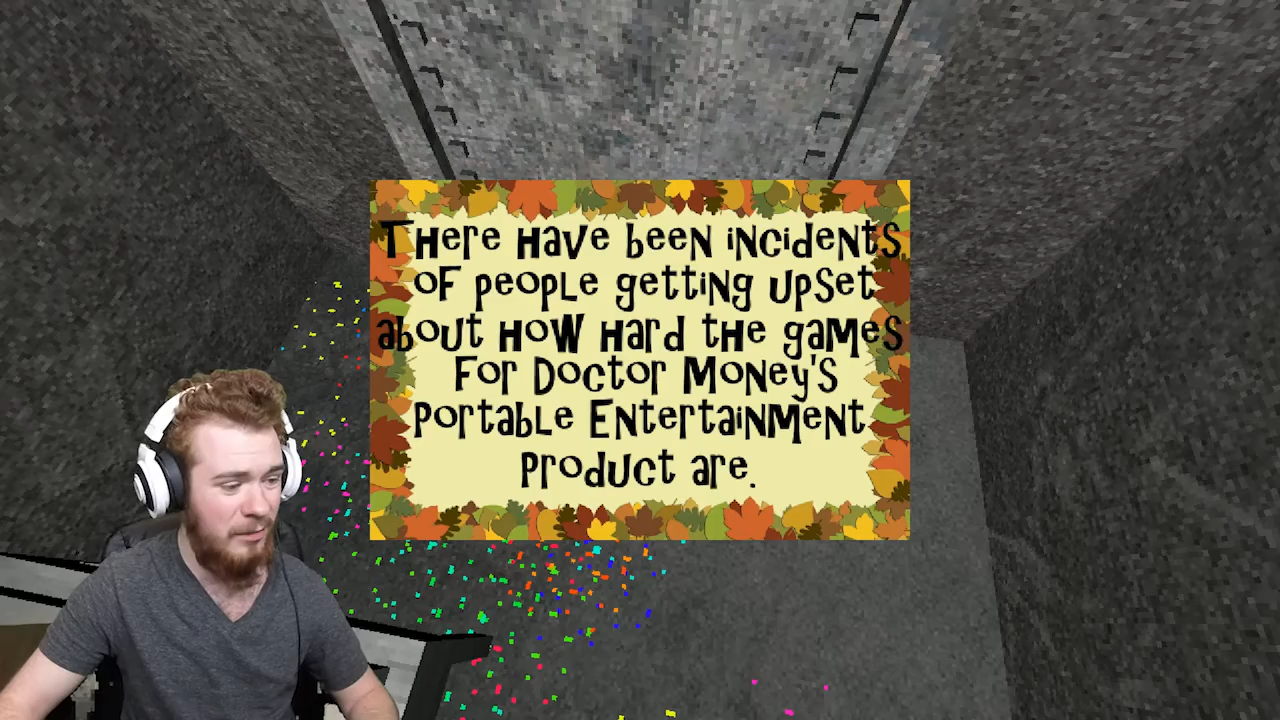 There have been incidents
of people getting upset
about how hard the games
for Doctor Money's
Portable Entertainment
Product are.